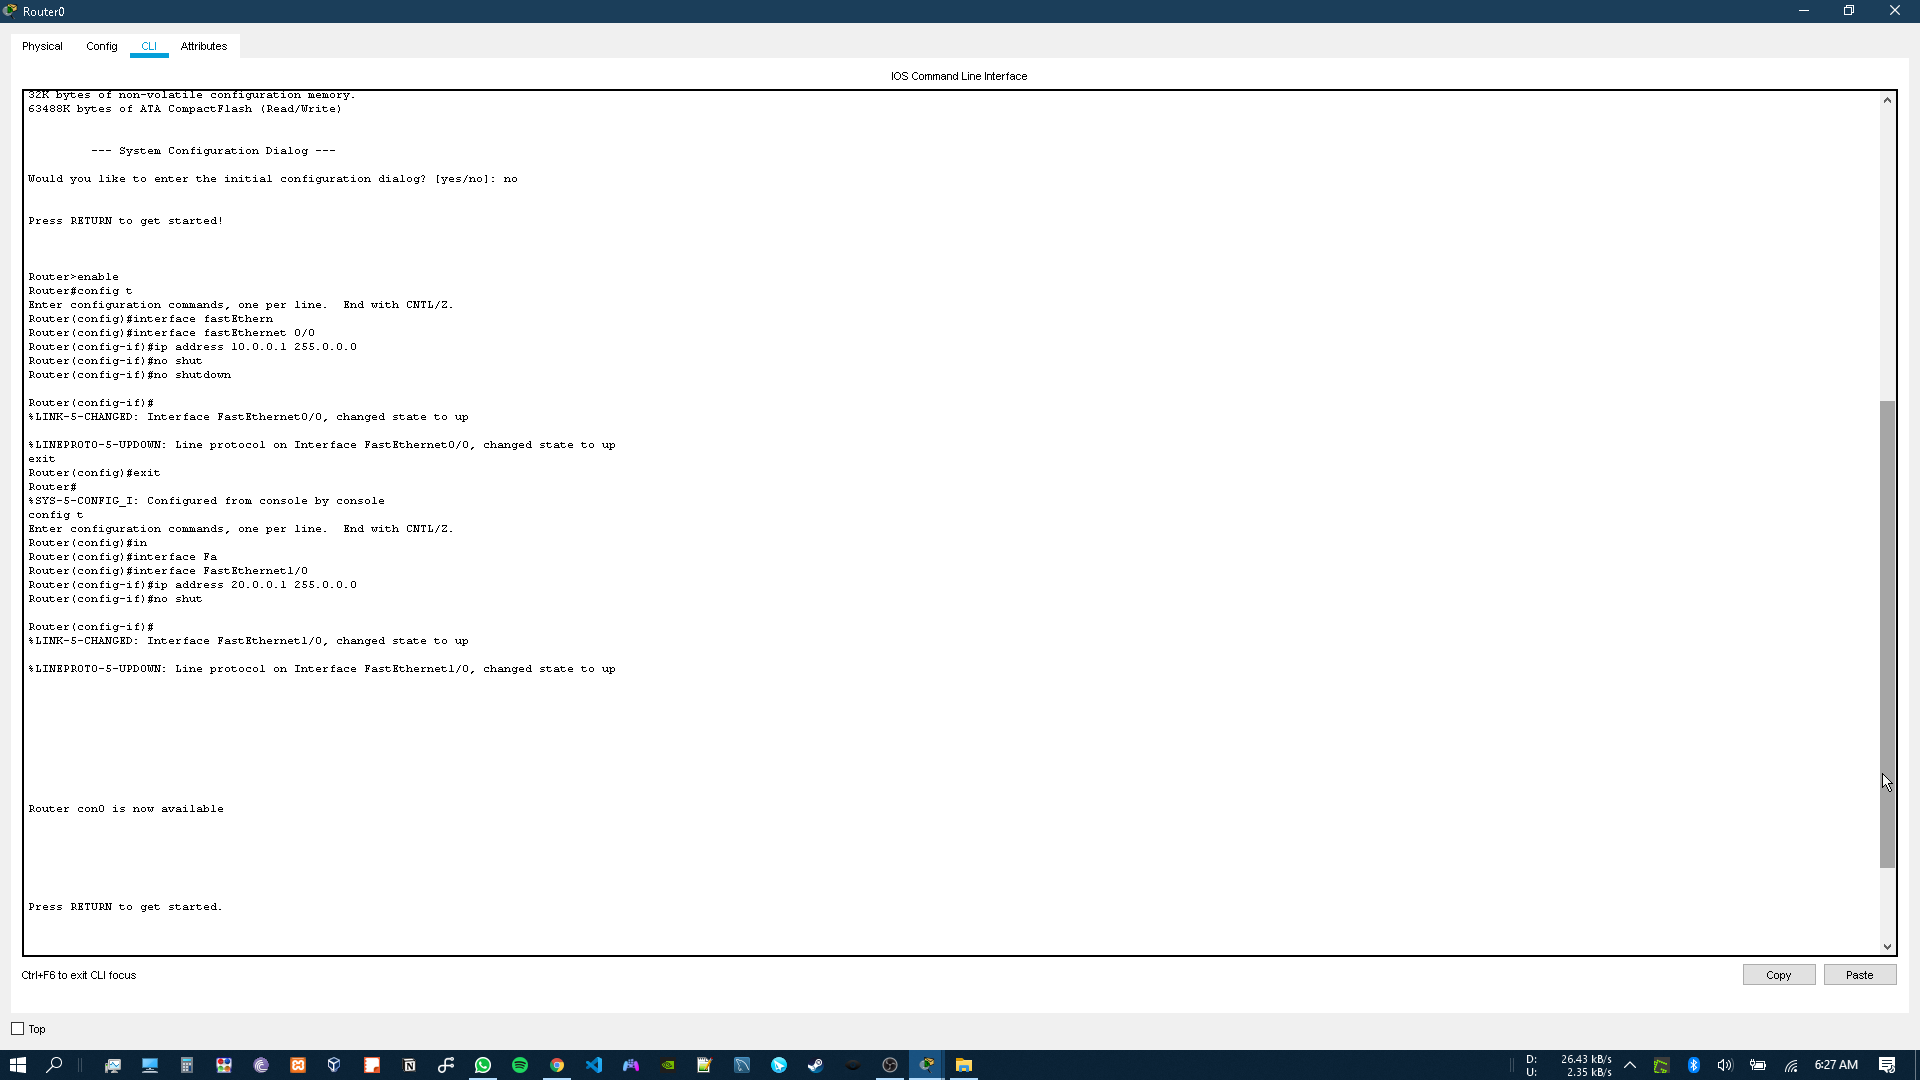 Router0
Physical Config CLI Attributes
IOS Command Line Interface
32K bytes of non-volatile configuration memory.
63488K bytes of ATA CompactFlash (Read/Write)
--- System Configuration Dialog ---
Would you like to enter the initial configuration dialog? [yes/no]: no
Press RETURN to get started!
Router>enable
Router#config t
Enter configuration commands, one per line.  End with CNTL/Z.
Router(config)#interface fastEthern
Router(config)#interface fastEthernet 0/0
Router(config-if)#ip address 10.0.0.1 255.0.0.0
Router(config-if)#no shut
Router(config-if)#no shutdown
Router(config-if)#
%LINK-5-CHANGED: Interface FastEthernet0/0, changed state to up
%LINEPROTO-5-UPDOWN: Line protocol on Interface FastEthernet0/0, changed state to up
exit
Router(config)#exit
Router#
%SYS-5-CONFIG_I: Configured from console by console
config t
Enter configuration commands, one per line.  End with CNTL/Z.
Router(config)#in
Router(config)#interface Fa
Router(config)#interface FastEthernet1/0
Router(config-if)#ip address 20.0.0.1 255.0.0.0
Router(config-if)#no shut
Router(config-if)#
%LINK-5-CHANGED: Interface FastEthernet1/0, changed state to up
%LINEPROTO-5-UPDOWN: Line protocol on Interface FastEthernet1/0, changed state to up
Router con0 is now available
Press RETURN to get started.
Ctrl+F6 to exit CLI focus
Copy Paste
Top
D: 26.43 kB/s
U: 2.35 kB/s
6:27 AM